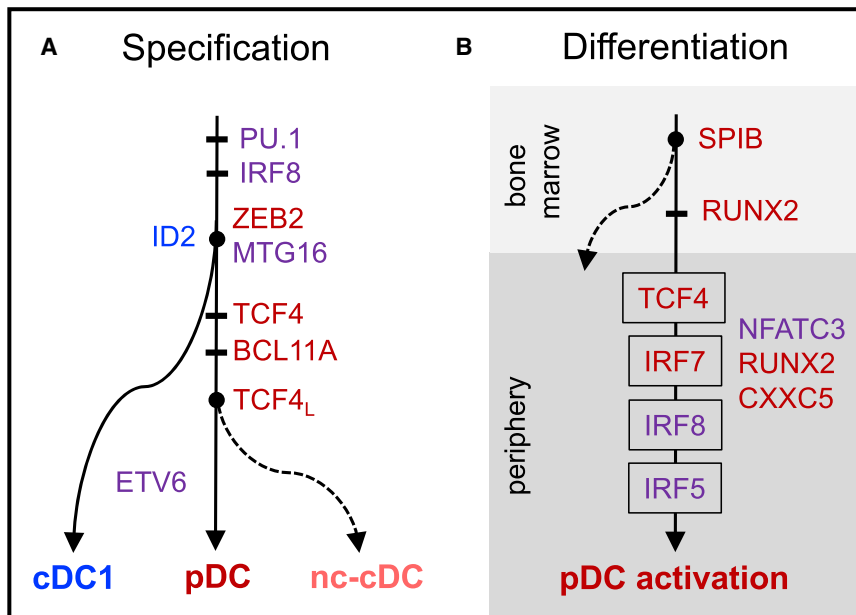 A Specification
PU.1
IRF8
ID2 ZEB2
MTG16
TCF4
BCL11A
TCF4L
ETV6
cDC1 pDC nc-cDC
B Differentiation
bone
marrow
SPIB
RUNX2
periphery
TCF4
IRF7
IRF8
IRF5
NFATC3
RUNX2
CXXC5
pDC activation